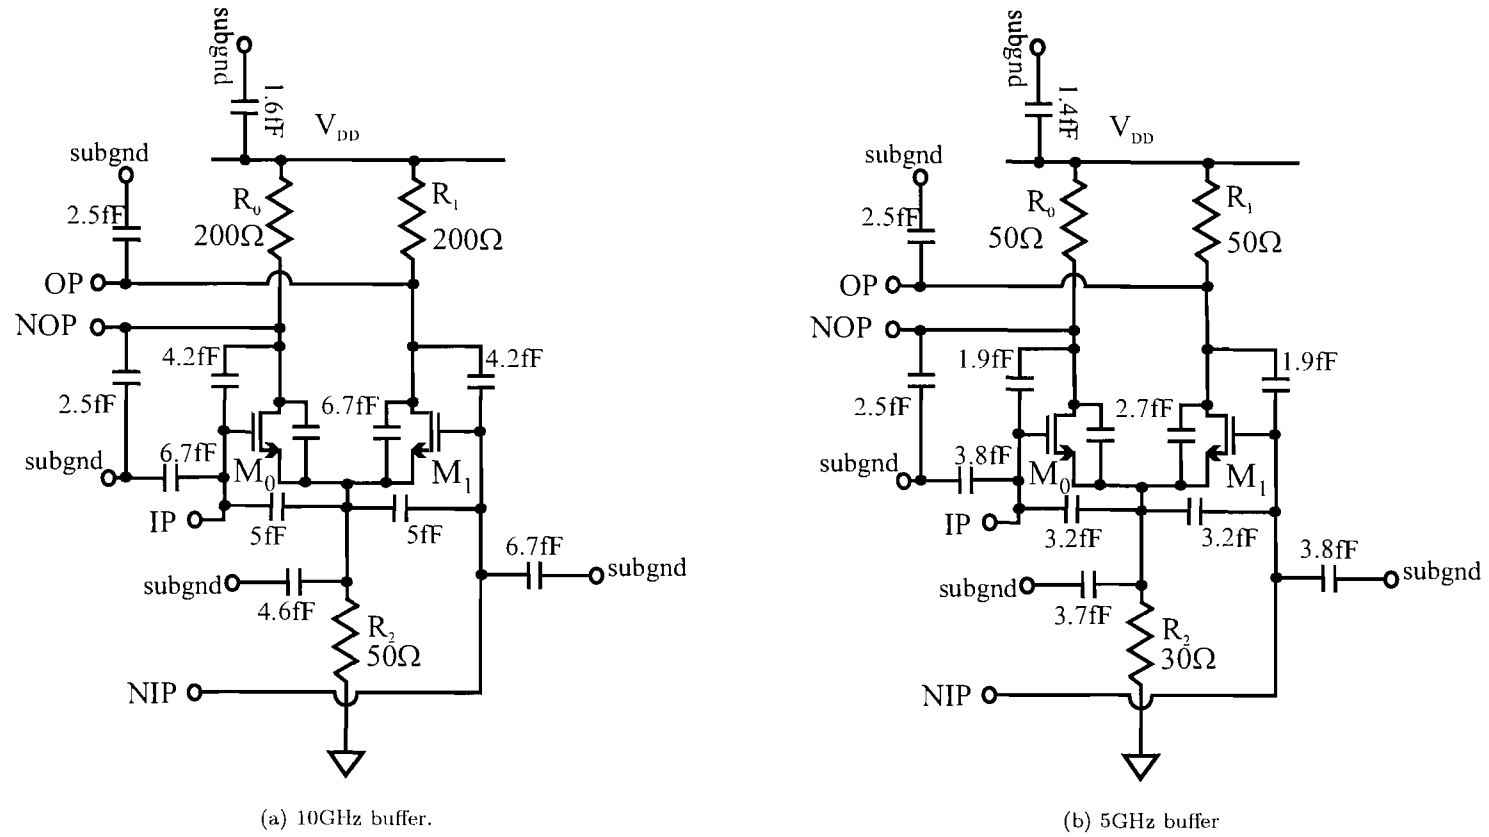 subgnd
1.6fF
V_DD
subgnd
2.5fF
R_0
200Ω
R_1
200Ω
OP
NOP
4.2fF
4.2fF
2.5fF
6.7fF
subgnd
6.7fF
M_0
M_1
IP
5fF
5fF
6.7fF
subgnd
subgnd
4.6fF
R_2
50Ω
NIP
(a) 10GHz buffer.
subgnd
1.4fF
V_DD
subgnd
2.5fF
R_0
50Ω
R_1
50Ω
OP
NOP
1.9fF
1.9fF
2.5fF
2.7fF
subgnd
3.8fF
M_0
M_1
IP
3.2fF
3.2fF
3.8fF
subgnd
subgnd
3.7fF
R_2
30Ω
NIP
(b) 5GHz buffer